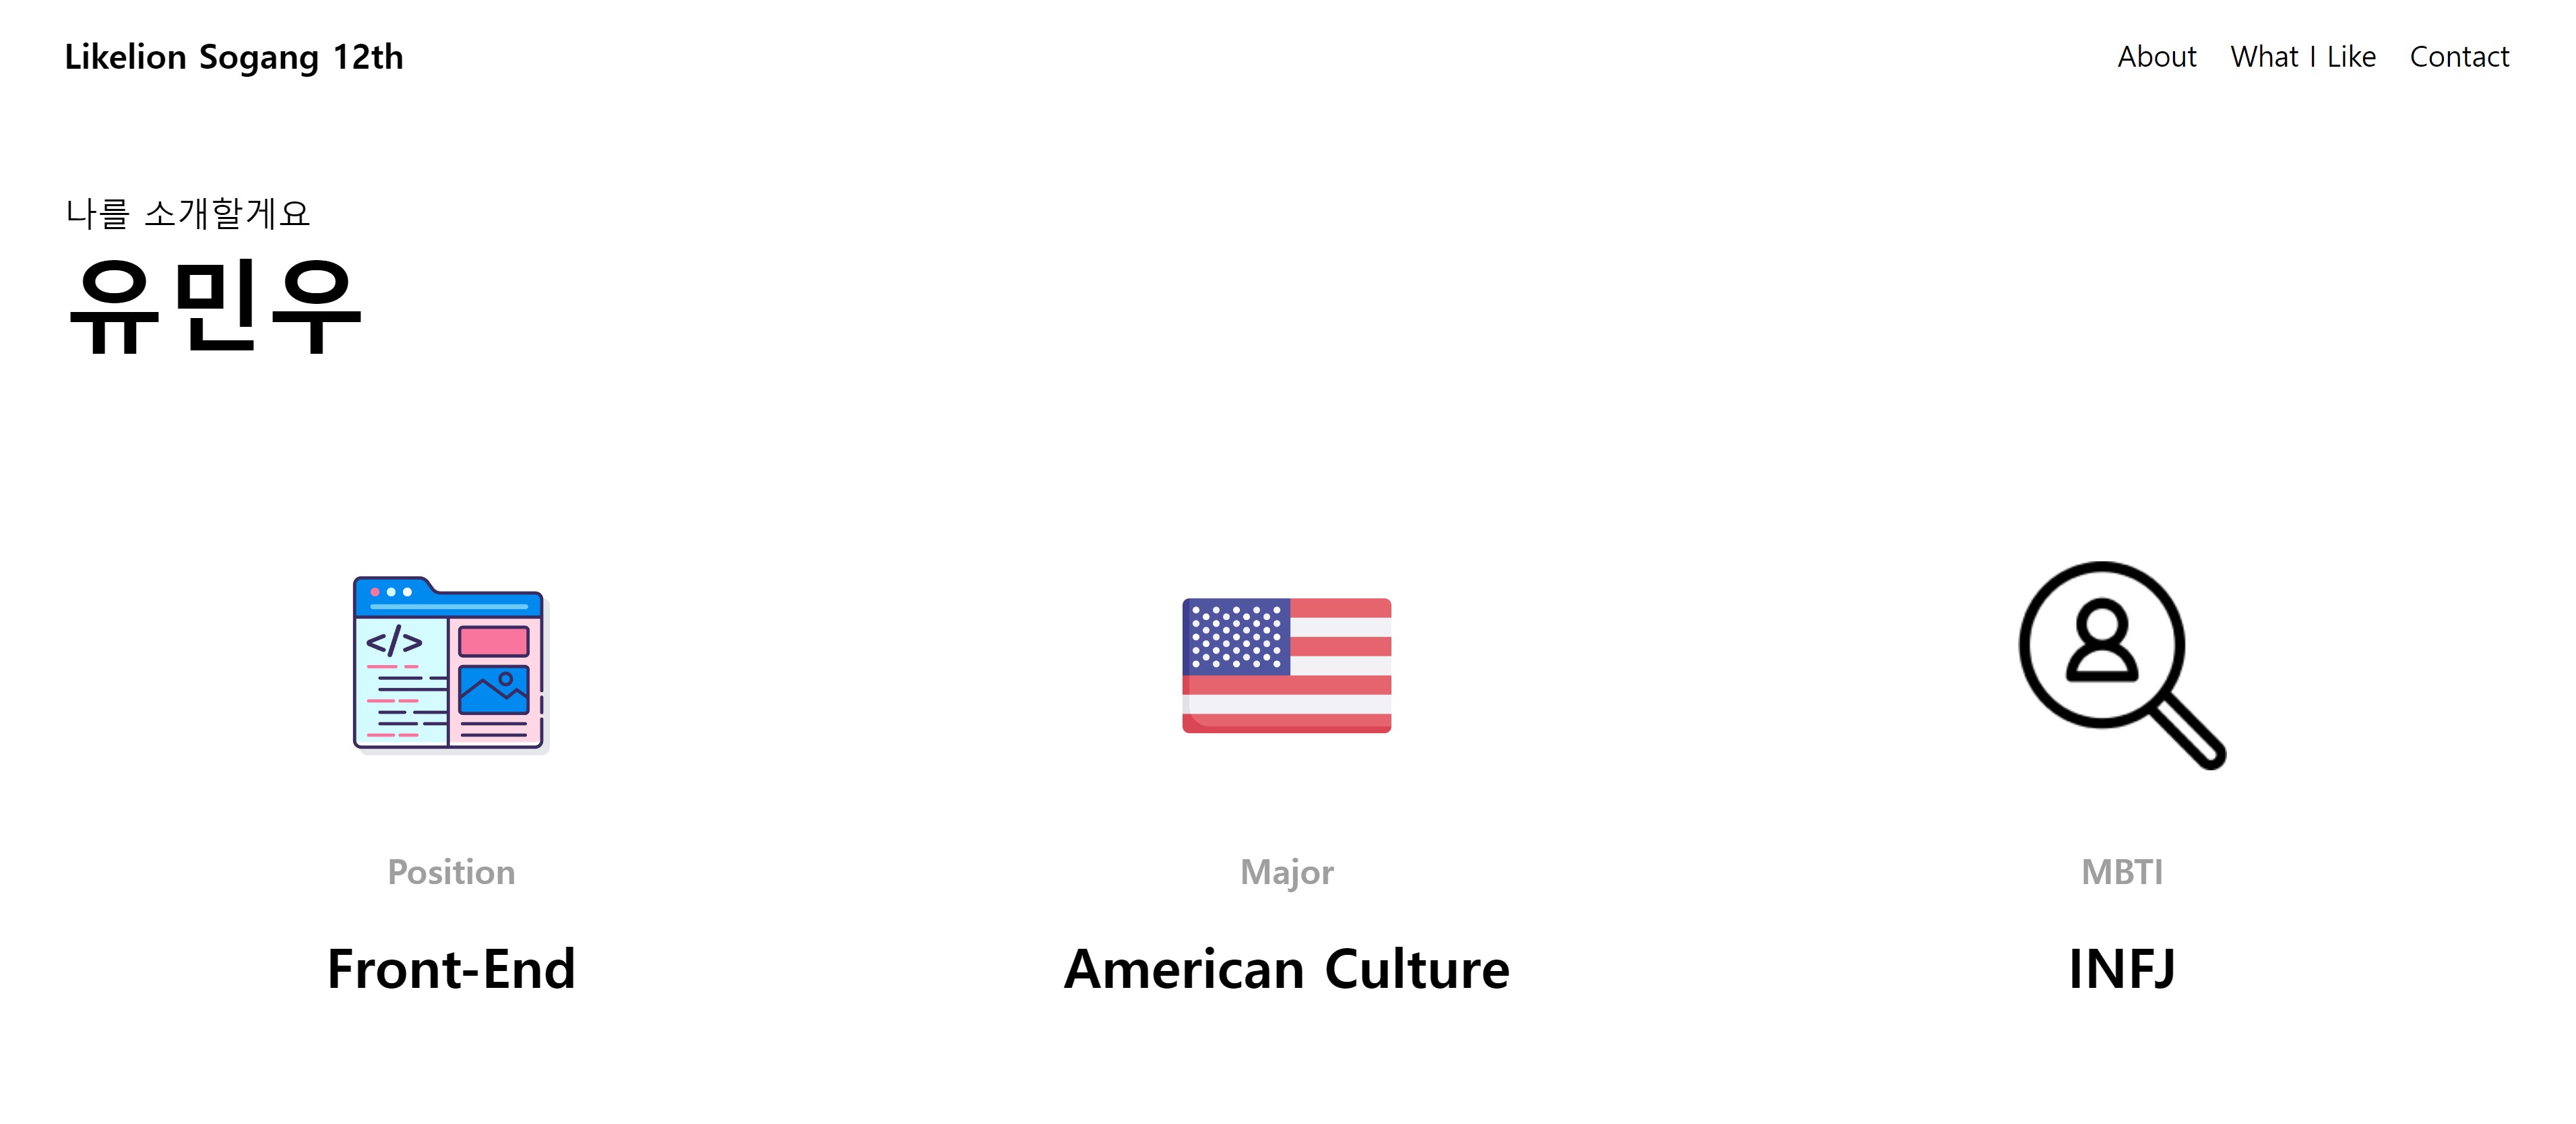 Likelion Sogang 12th
About What I Like Contact
나를 소개할게요
유민우
</>
Position Major MBTI
Front-End American Culture INFJ